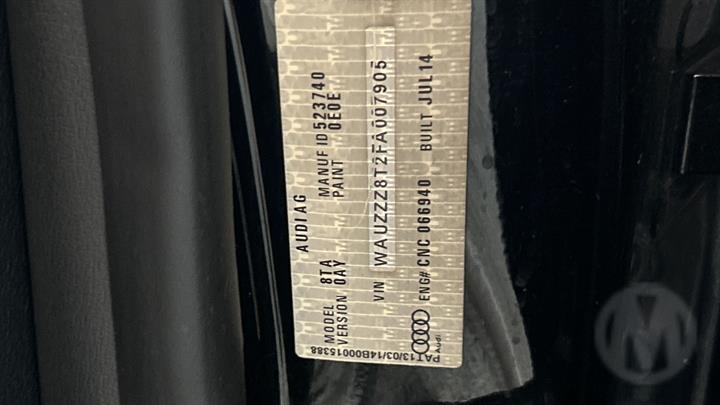 AUDI AG
MODEL 8TA MANUF ID 523740
VERSION 0AY PAINT 0E0E
VIN WAUZZZ8T2FA007905
ENG# CNC 066940 BUILT JUL 14
Audi
PAT13/03/14B00015388
M